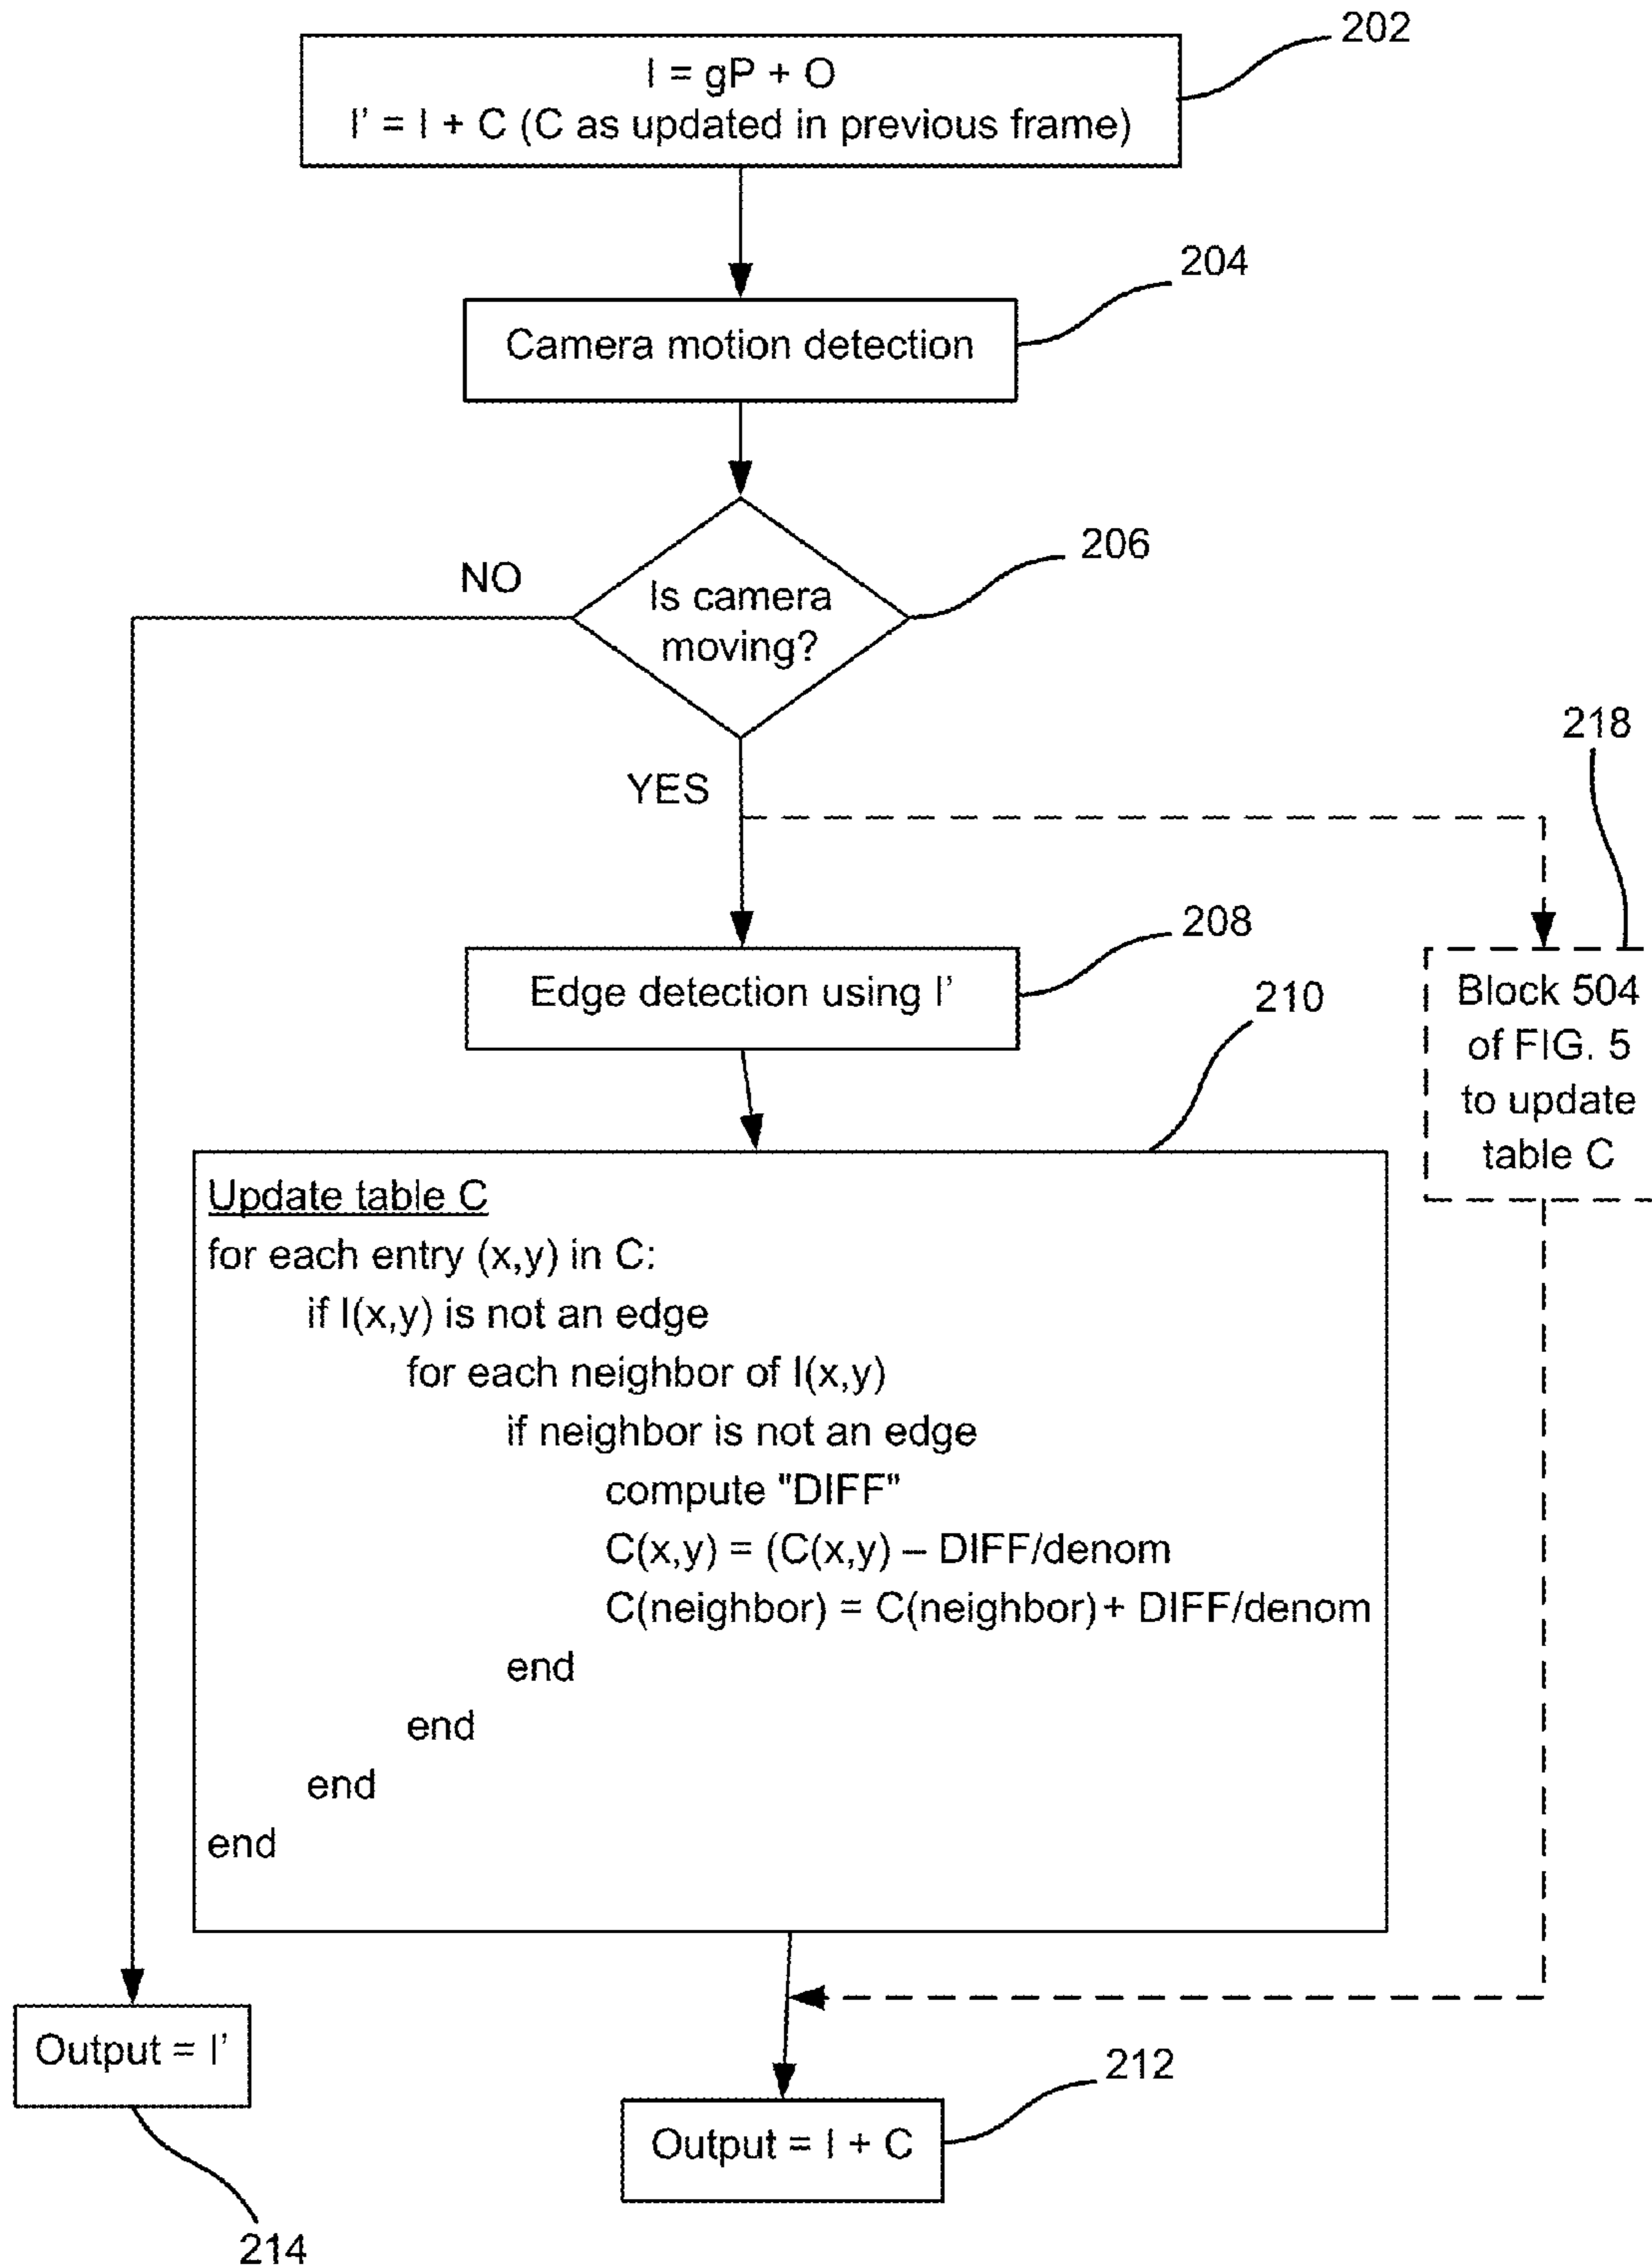 202
I = gP + O
I' = I + C (C as updated in previous frame)
204
Camera motion detection
206
NO
Is camera
moving?
218
YES
208
Edge detection using I'
210
Block 504
of FIG. 5
to update
table C
Update table C
for each entry (x,y) in C:
if I(x,y) is not an edge
for each neighbor of I(x,y)
if neighbor is not an edge
compute "DIFF"
C(x,y) = (C(x,y) – DIFF/denom
C(neighbor) = C(neighbor) + DIFF/denom
end
end
end
end
Output = I'
212
Output = I + C
214